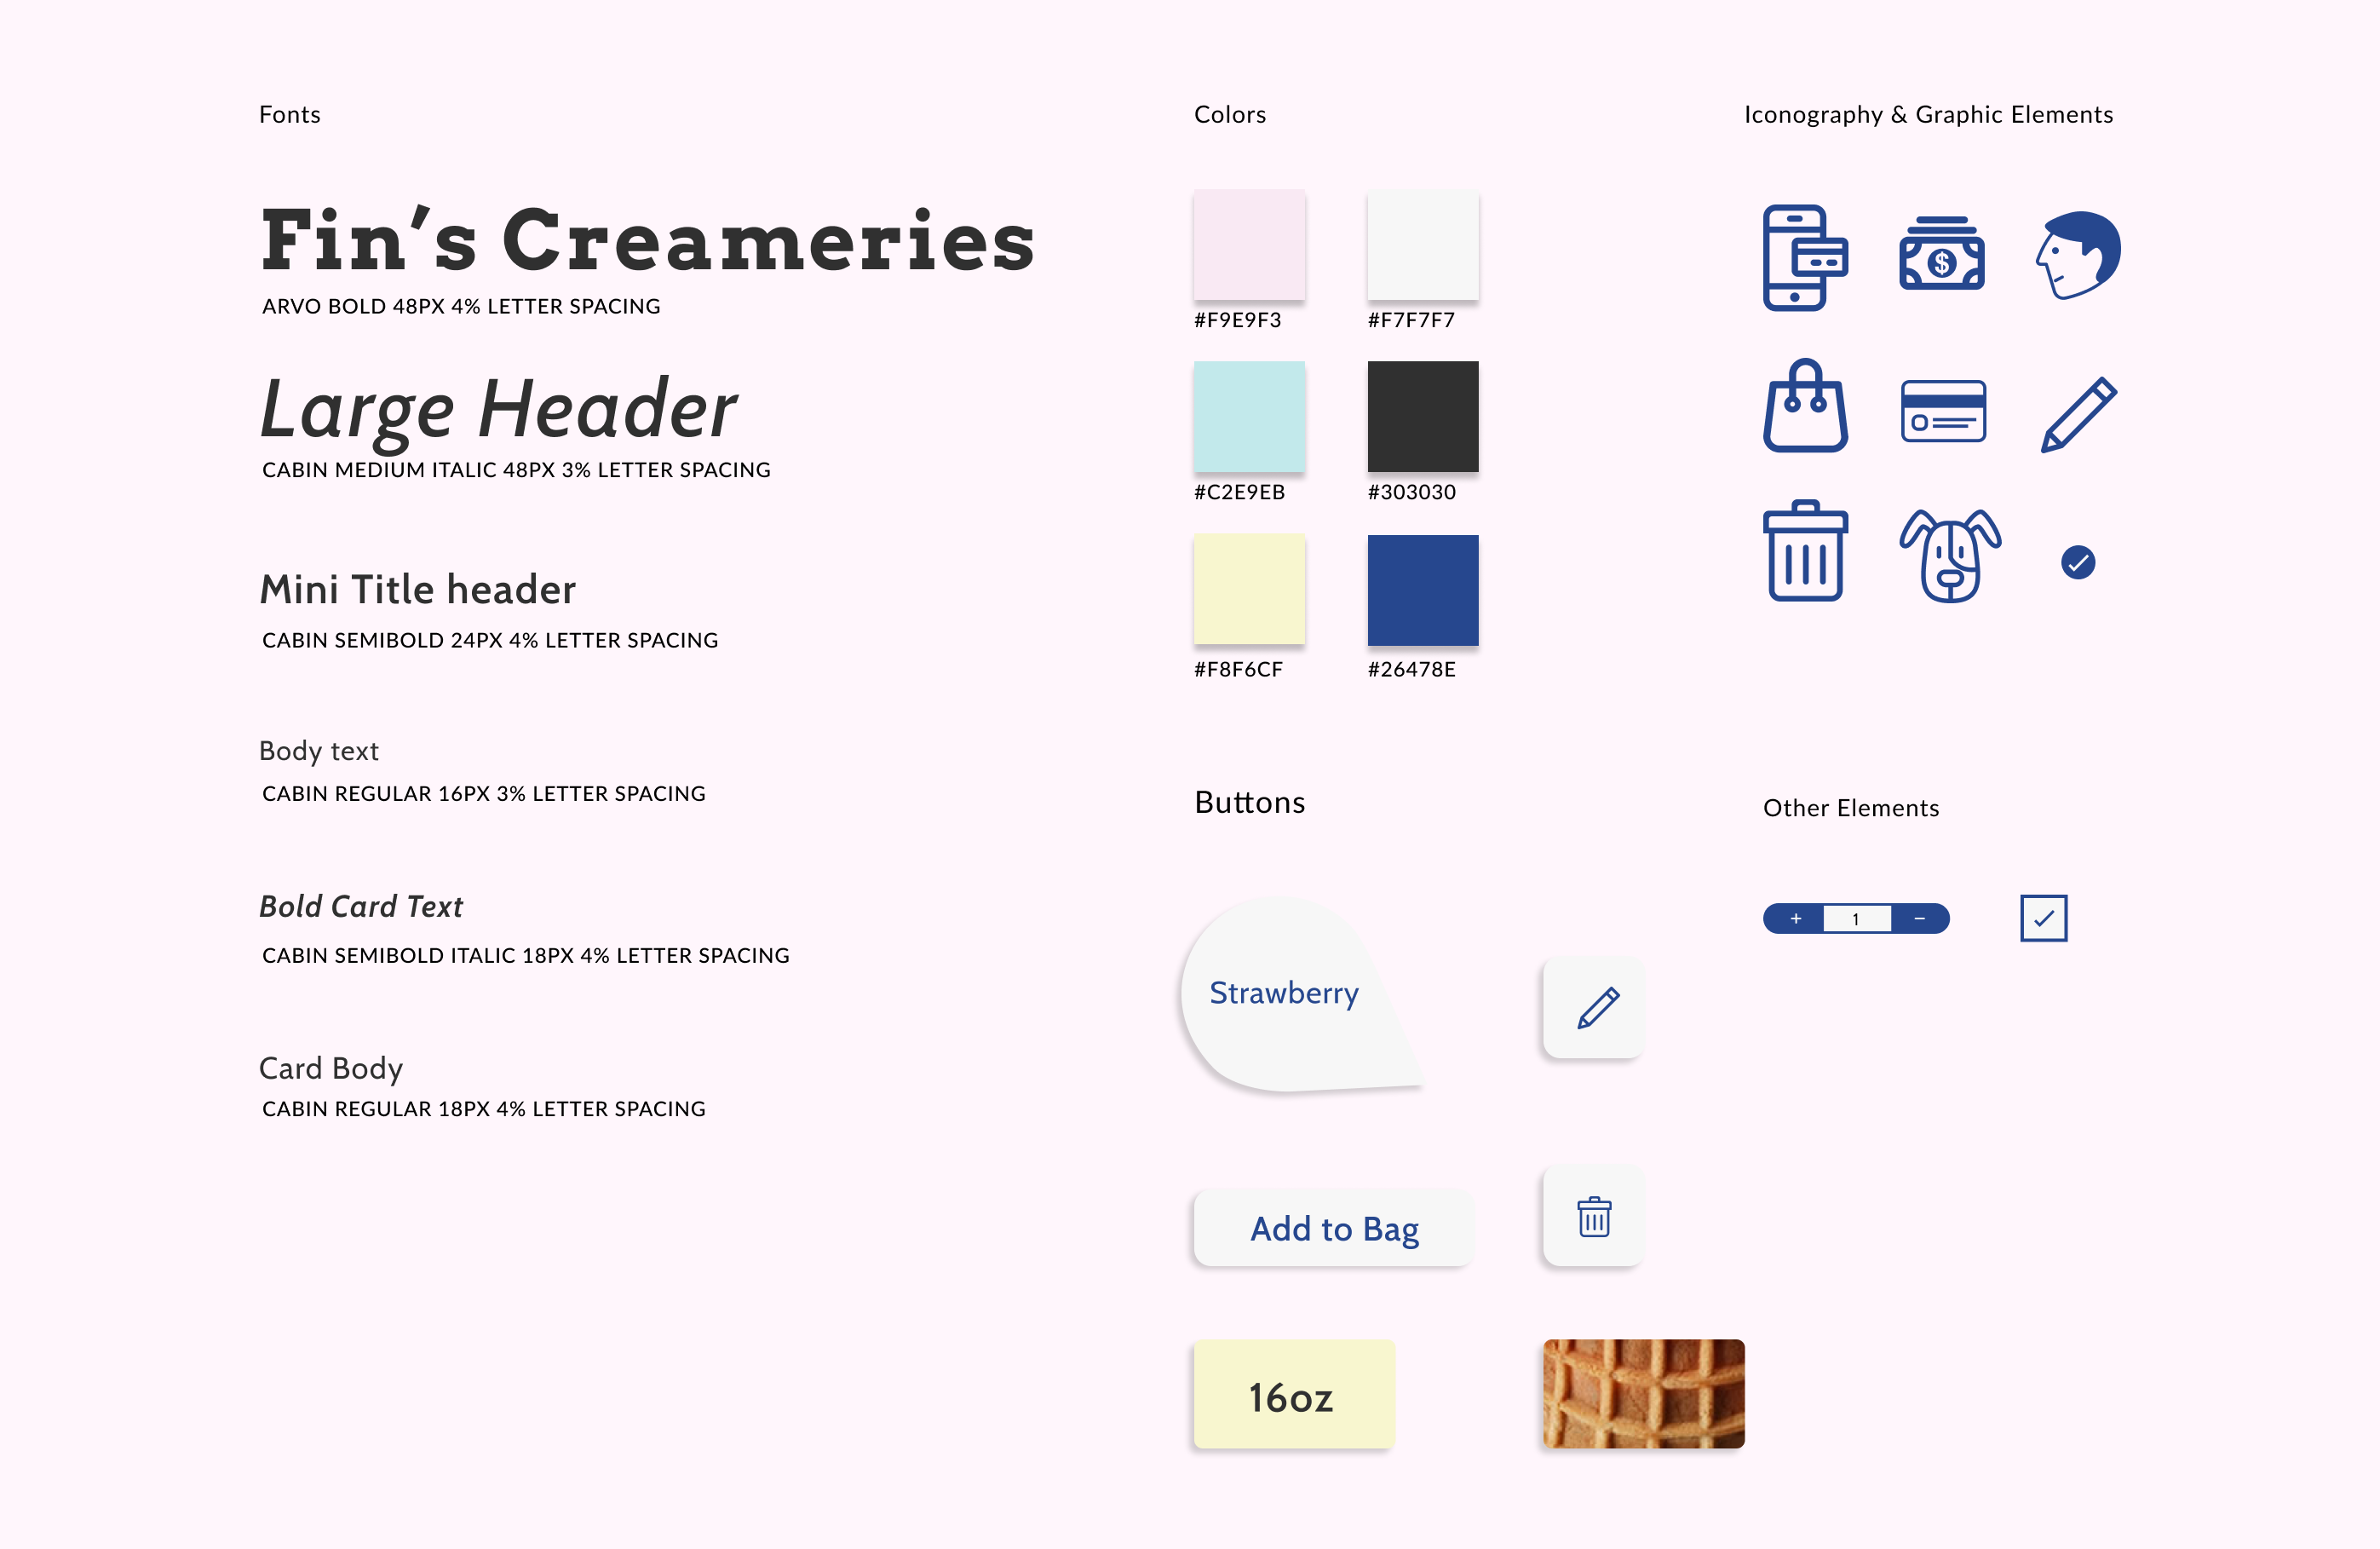 Fonts
Fin’s Creameries
ARVO BOLD 48PX 4% LETTER SPACING
Large Header
CABIN MEDIUM ITALIC 48PX 3% LETTER SPACING
Mini Title header
CABIN SEMIBOLD 24PX 4% LETTER SPACING
Body text
CABIN REGULAR 16PX 3% LETTER SPACING
Bold Card Text
CABIN SEMIBOLD ITALIC 18PX 4% LETTER SPACING
Card Body
CABIN REGULAR 18PX 4% LETTER SPACING
Colors
#F9E9F3 #F7F7F7
#C2E9EB #303030
#F8F6CF #26478E
Buttons
Strawberry
Add to Bag
16oz
Iconography & Graphic Elements
$
Other Elements
+ 1 −